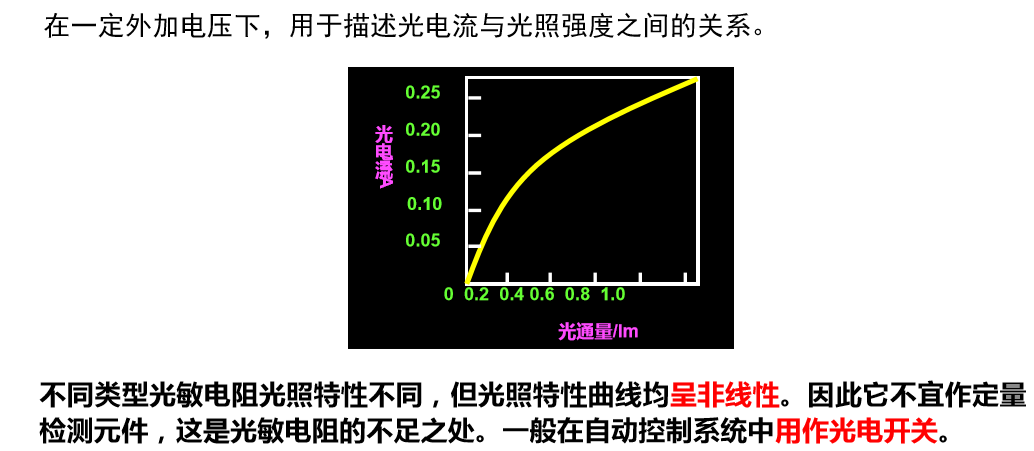 在一定外加电压下，用于描述光电流与光照强度之间的关系。
0.25
0.20
0.15
0.10
0.05
光电流
0 0.2 0.4 0.6 0.8 1.0
光通量/lm
不同类型光敏电阻光照特性不同，但光照特性曲线均呈非线性。因此它不宜作定量
检测元件，这是光敏电阻的不足之处。一般在自动控制系统中用作光电开关。